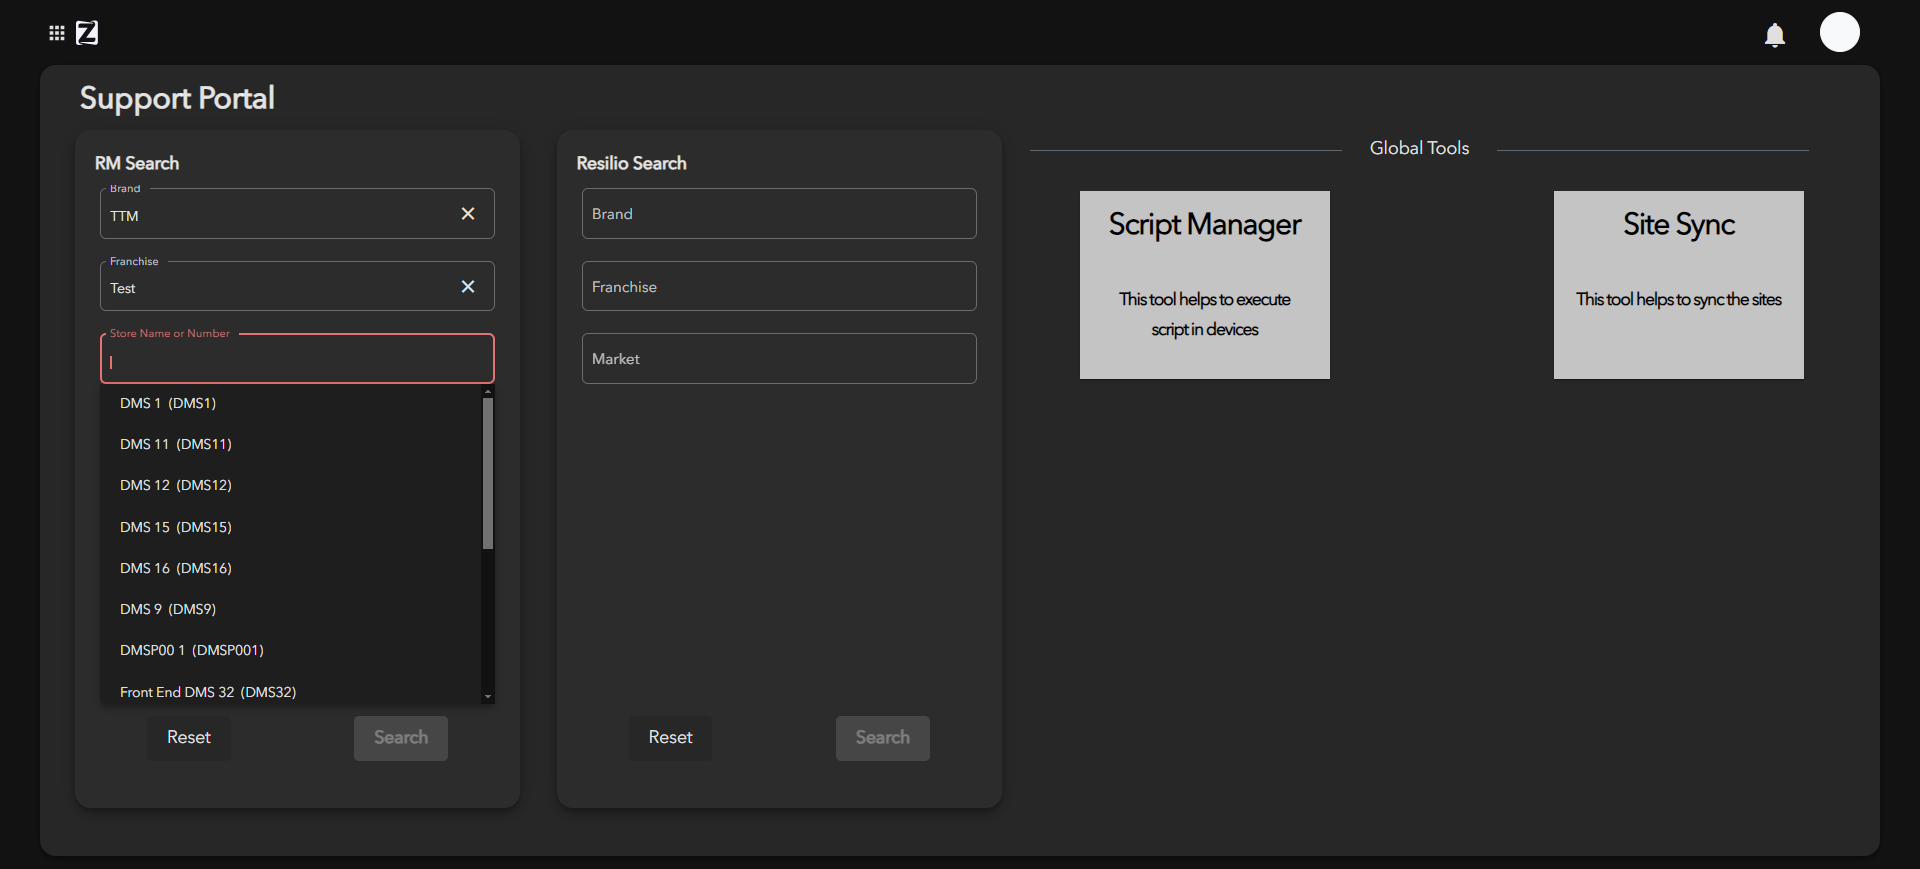 Z
Support Portal
RM Search
Brand
TTM
Franchise
Test
Store Name or Number
DMS 1 (DMS1)
DMS 11 (DMS11)
DMS 12 (DMS12)
DMS 15 (DMS15)
DMS 16 (DMS16)
DMS 9 (DMS9)
DMSP00 1 (DMSP001)
Front End DMS 32 (DMS32)
Reset
Search
Resilio Search
Brand
Franchise
Market
Reset
Search
Global Tools
Script Manager
This tool helps to execute
script in devices
Site Sync
This tool helps to sync the sites